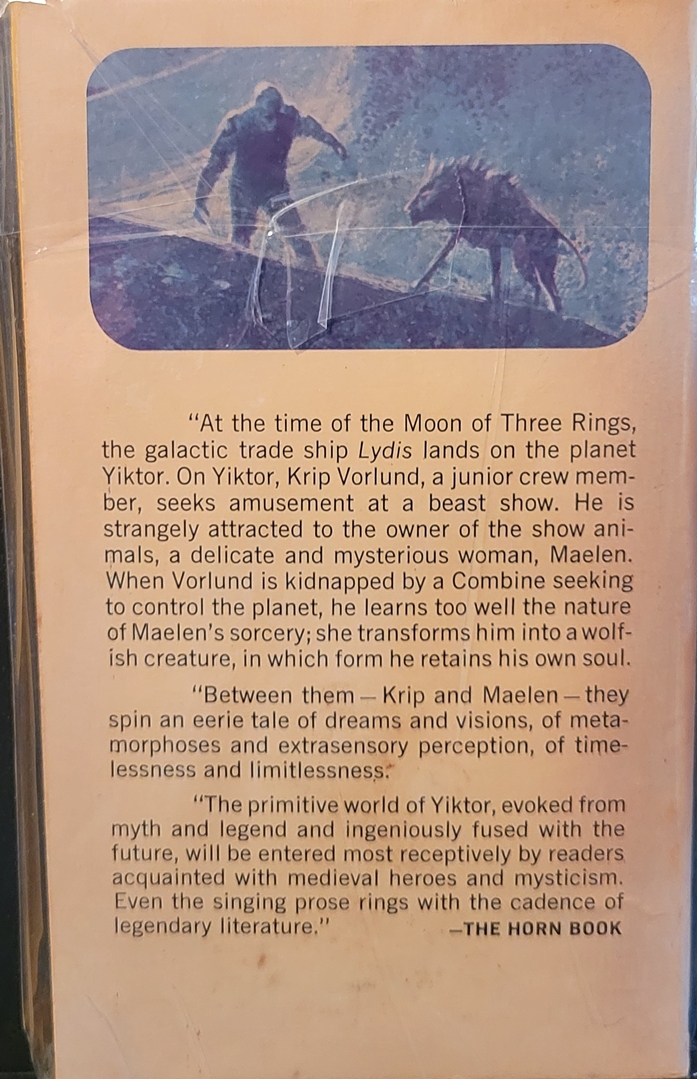 “At the time of the Moon of Three Rings,
the galactic trade ship Lydis lands on the planet
Yiktor. On Yiktor, Krip Vorlund, a junior crew mem-
ber, seeks amusement at a beast show. He is
strangely attracted to the owner of the show ani-
mals, a delicate and mysterious woman, Maelen.
When Vorlund is kidnapped by a Combine seeking
to control the planet, he learns too well the nature
of Maelen’s sorcery; she transforms him into a wolf-
ish creature, in which form he retains his own soul.
“Between them — Krip and Maelen — they
spin an eerie tale of dreams and visions, of meta-
morphoses and extrasensory perception, of time-
lessness and limitlessness.
“The primitive world of Yiktor, evoked from
myth and legend and ingeniously fused with the
future, will be entered most receptively by readers
acquainted with medieval heroes and mysticism.
Even the singing prose rings with the cadence of
legendary literature.” —THE HORN BOOK